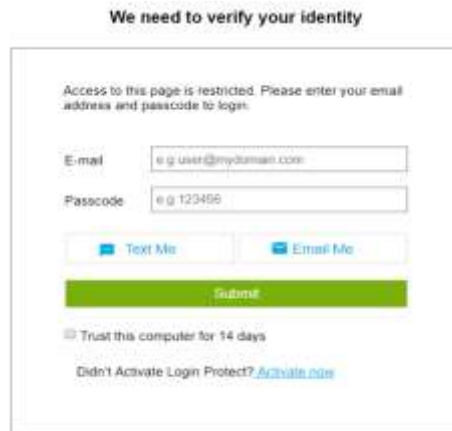 We need to verify your identity
Access to this page is restricted. Please enter your email
address and passcode to login.
E-mail
e.g user@mydomain.com
Passcode
e.g 123456
Text Me
Email Me
Submit
Trust this computer for 14 days
Didn't Activate Login Protect? Activate now